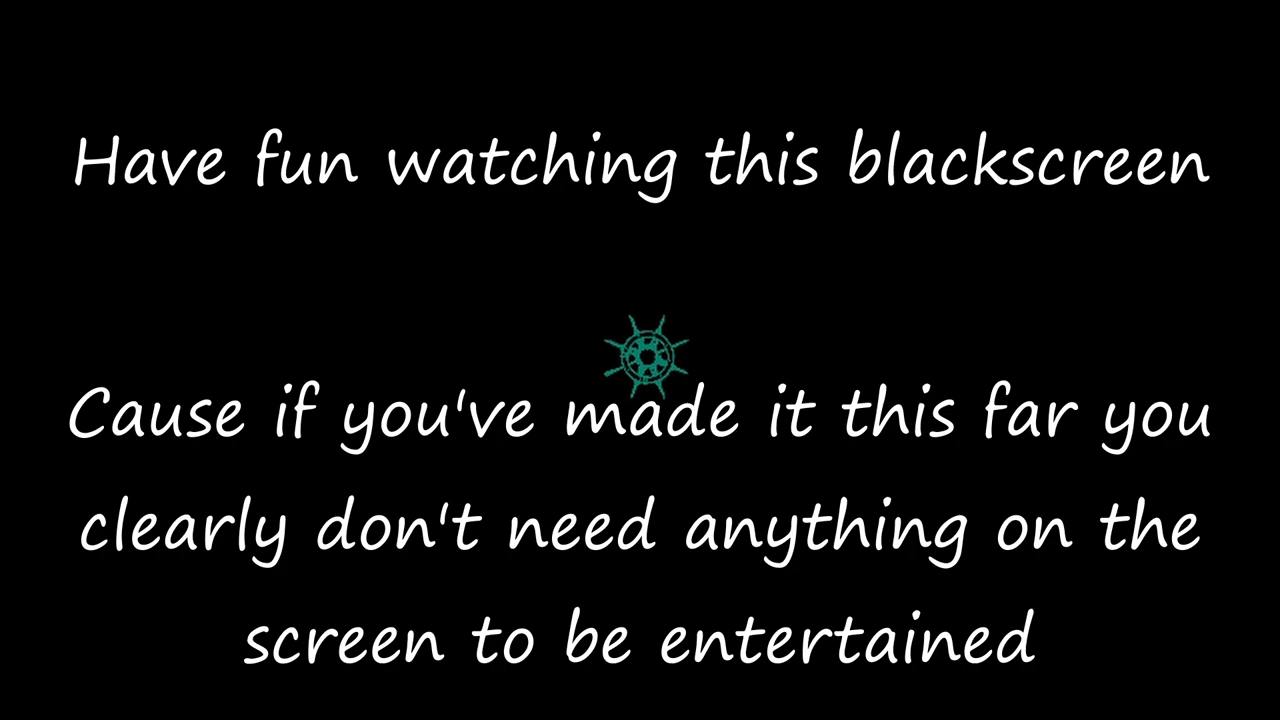 Have fun watching this blackscreen
Cause if you've made it this far you
clearly don't need anything on the
screen to be entertained